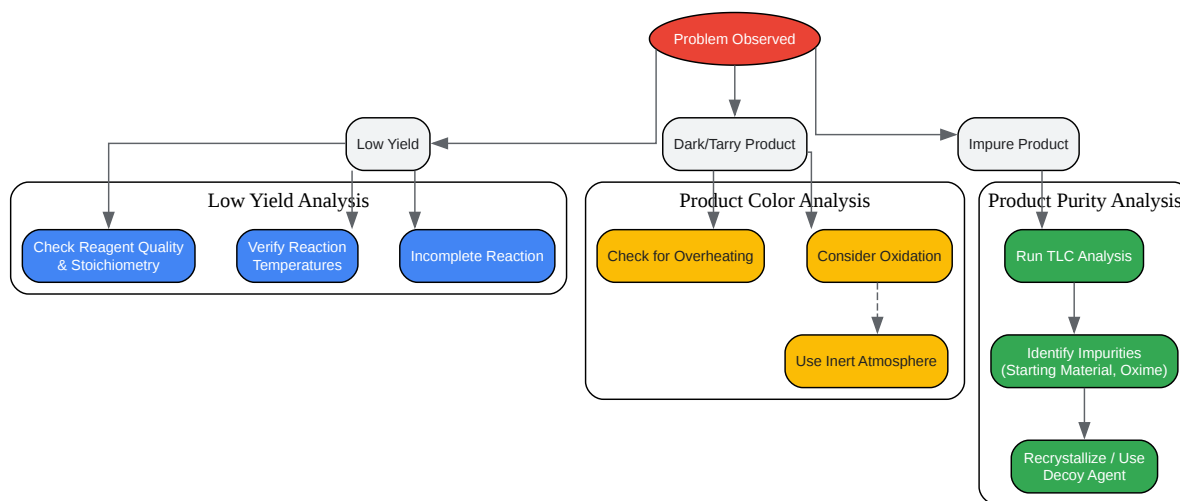 Problem Observed
Low Yield
Dark/Tarry Product
Impure Product
Low Yield Analysis
Product Color Analysis
Product Purity Analysis
Check Reagent Quality
& Stoichiometry
Verify Reaction
Temperatures
Incomplete Reaction
Check for Overheating
Consider Oxidation
Run TLC Analysis
Use Inert Atmosphere
Identify Impurities
(Starting Material, Oxime)
Recrystallize / Use
Decoy Agent